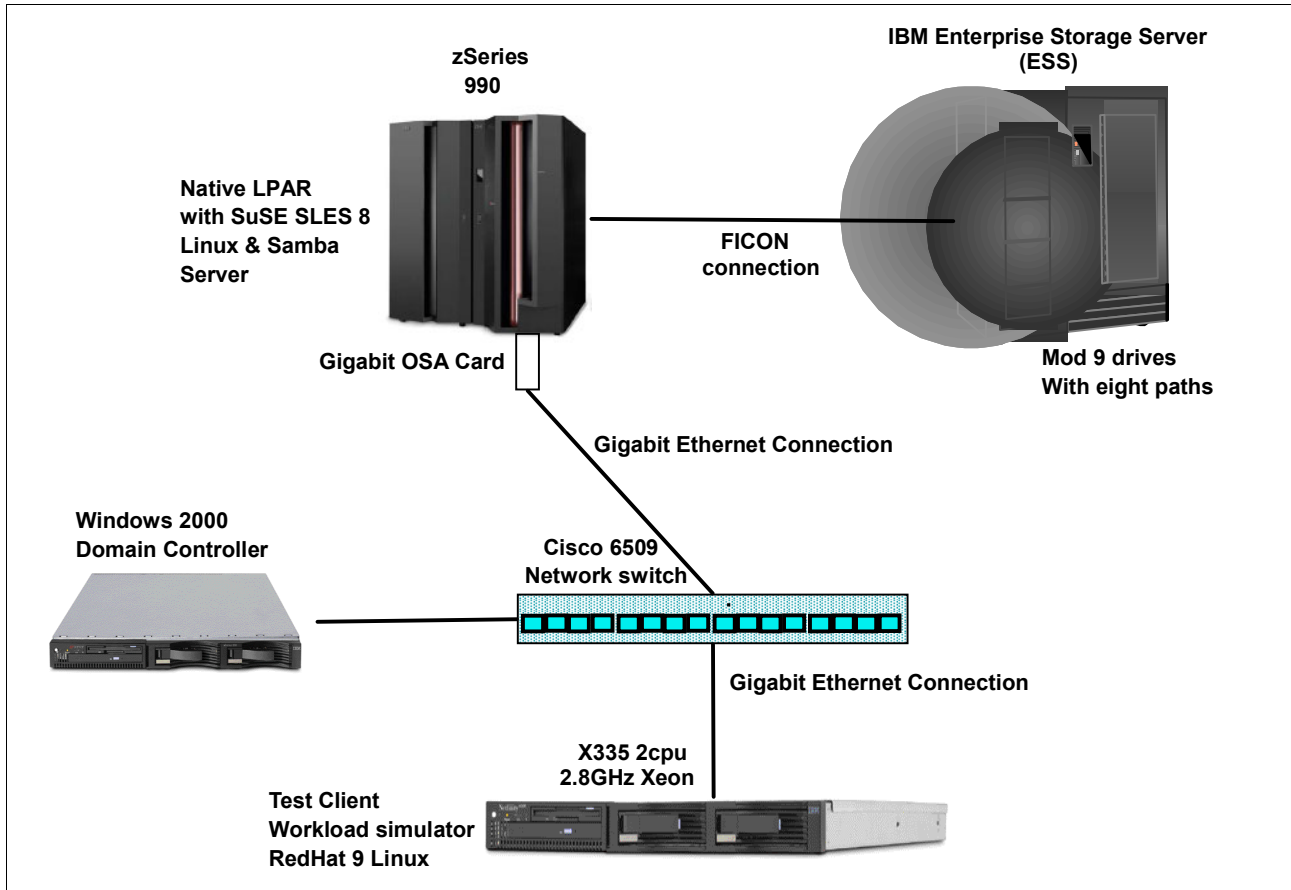 IBM Enterprise Storage Server
(ESS)
zSeries
990
Native LPAR
with SuSE SLES 8
Linux & Samba
Server
FICON
connection
Gigabit OSA Card
Mod 9 drives
With eight paths
Gigabit Ethernet Connection
Windows 2000
Domain Controller
Cisco 6509
Network switch
Gigabit Ethernet Connection
X335 2cpu
2.8GHz Xeon
Test Client
Workload simulator
RedHat 9 Linux